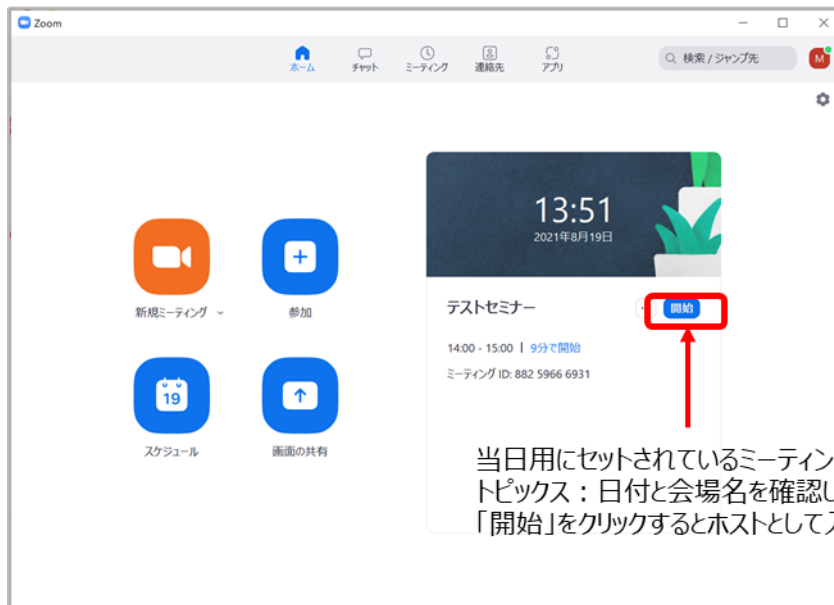 Zoom
ホーム チャット ミーティング 連絡先 アプリ
検索 / ジャンプ先
M
13:51
2021年8月19日
新規ミーティング
参加
テストセミナー
開始
14:00 - 15:00 | 9分で開始
ミーティング ID: 882 5966 6931
19
スケジュール
画面の共有
当日用にセットされているミーティン
トピックス：日付と会場名を確認し
「開始」をクリックするとホストとして